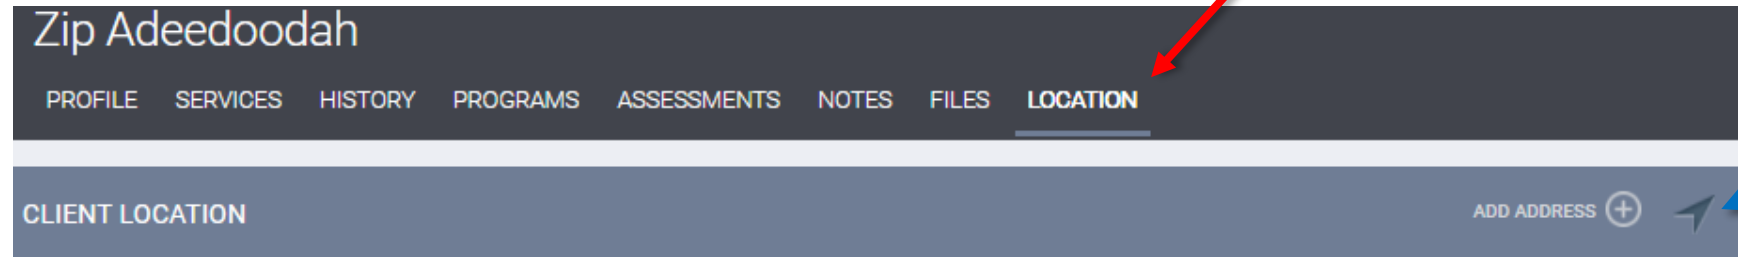 Zip Adeedoodah
PROFILE SERVICES HISTORY PROGRAMS ASSESSMENTS NOTES FILES LOCATION
CLIENT LOCATION ADD ADDRESS